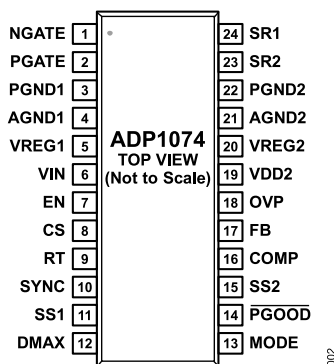 NGATE 1 24 SR1
PGATE 2 23 SR2
PGND1 3 22 PGND2
AGND1 4 21 AGND2
VREG1 5 ADP1074 20 VREG2
VIN 6 TOP VIEW 19 VDD2
(Not to Scale)
EN 7 18 OVP
CS 8 17 FB
RT 9 16 COMP
SYNC 10 15 SS2
SS1 11 14 PGOOD
DMAX 12 13 MODE
002